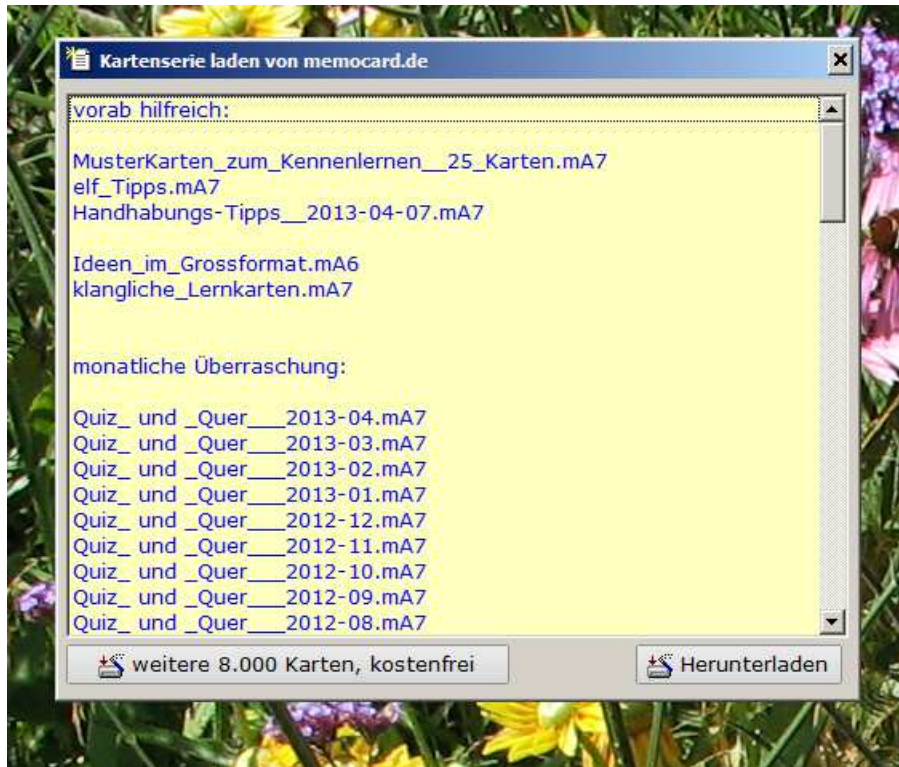 Kartenserie laden von memocard.de
vorab hilfreich:
MusterKarten_zum_Kennenlernen__25_Karten.mA7
elf_Tipps.mA7
Handhabungs-Tipps__2013-04-07.mA7
Ideen_im_Grossformat.mA6
klangliche_Lernkarten.mA7
monatliche Überraschung:
Quiz_ und _Quer___2013-04.mA7
Quiz_ und _Quer___2013-03.mA7
Quiz_ und _Quer___2013-02.mA7
Quiz_ und _Quer___2013-01.mA7
Quiz_ und _Quer___2012-12.mA7
Quiz_ und _Quer___2012-11.mA7
Quiz_ und _Quer___2012-10.mA7
Quiz_ und _Quer___2012-09.mA7
Quiz_ und _Quer___2012-08.mA7
weitere 8.000 Karten, kostenfrei
Herunterladen